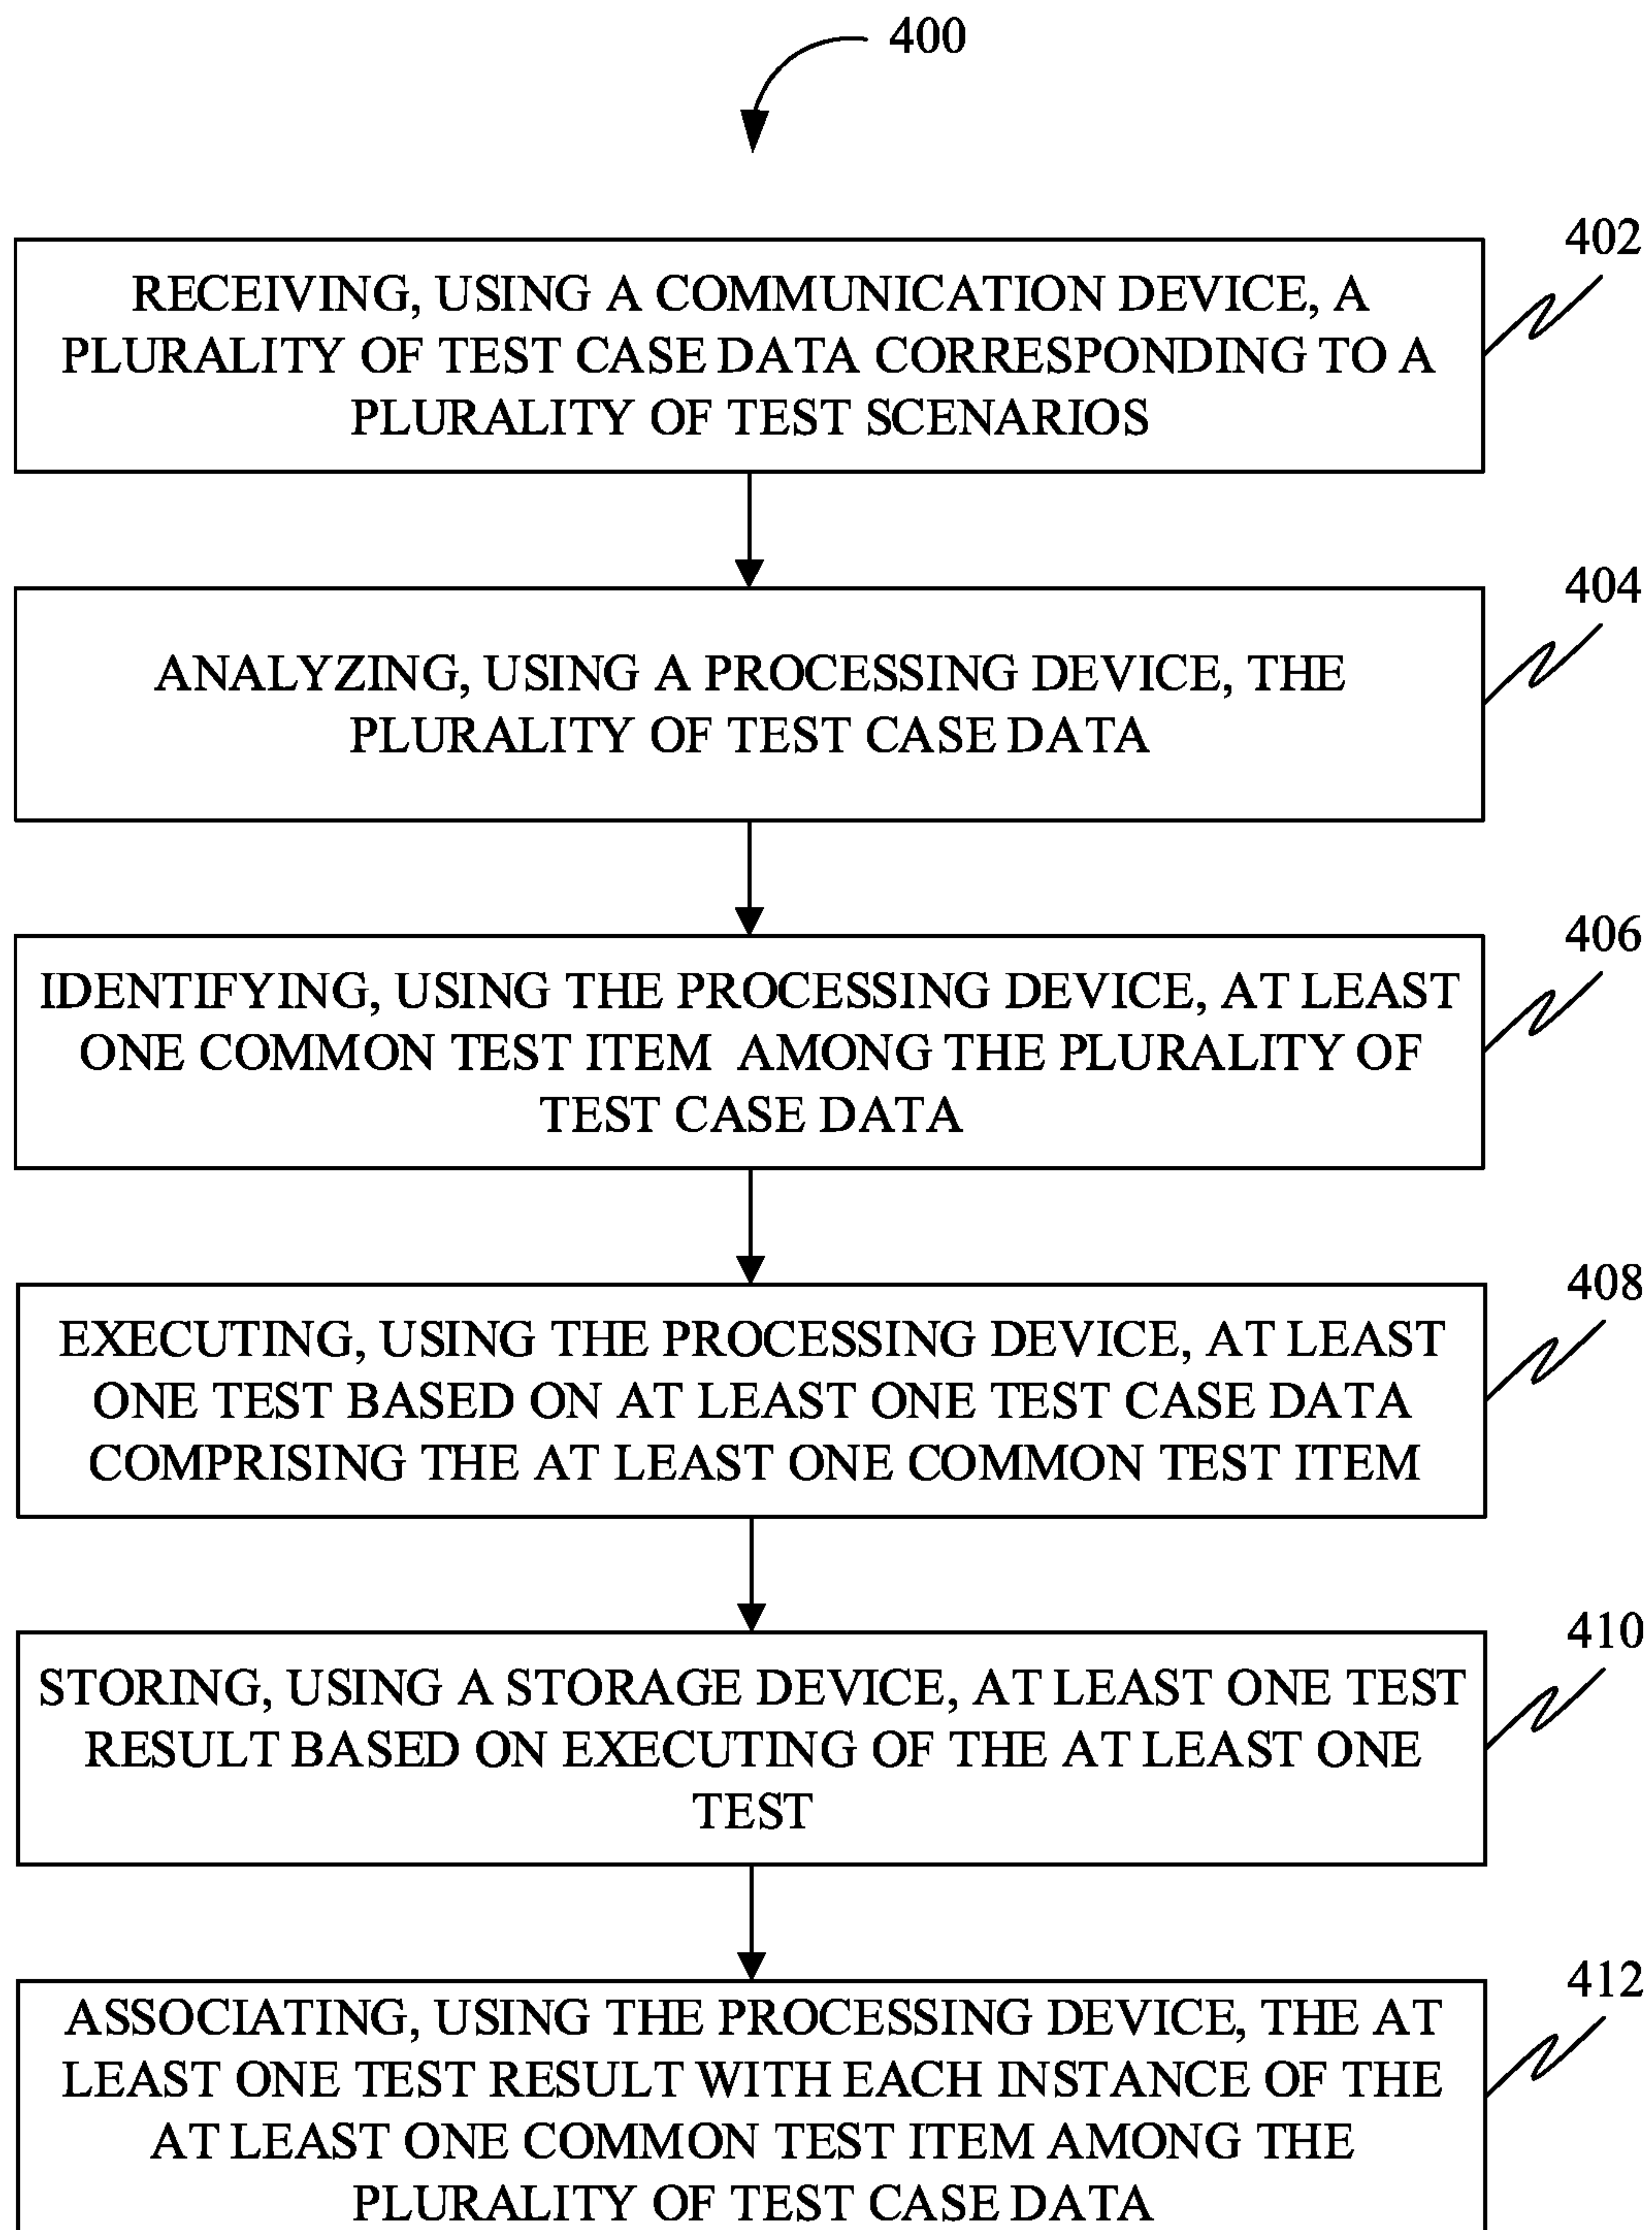 400
402
RECEIVING, USING A COMMUNICATION DEVICE, A
PLURALITY OF TEST CASE DATA CORRESPONDING TO A
PLURALITY OF TEST SCENARIOS
404
ANALYZING, USING A PROCESSING DEVICE, THE
PLURALITY OF TEST CASE DATA
406
IDENTIFYING, USING THE PROCESSING DEVICE, AT LEAST
ONE COMMON TEST ITEM AMONG THE PLURALITY OF
TEST CASE DATA
408
EXECUTING, USING THE PROCESSING DEVICE, AT LEAST
ONE TEST BASED ON AT LEAST ONE TEST CASE DATA
COMPRISING THE AT LEAST ONE COMMON TEST ITEM
410
STORING, USING A STORAGE DEVICE, AT LEAST ONE TEST
RESULT BASED ON EXECUTING OF THE AT LEAST ONE
TEST
412
ASSOCIATING, USING THE PROCESSING DEVICE, THE AT
LEAST ONE TEST RESULT WITH EACH INSTANCE OF THE
AT LEAST ONE COMMON TEST ITEM AMONG THE
PLURALITY OF TEST CASE DATA